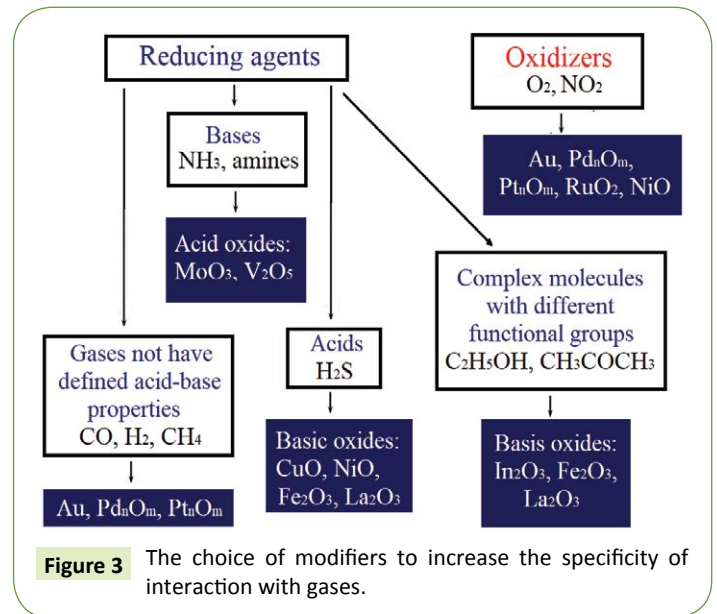 Reducing agents
Oxidizers
O₂, NO₂
Au, PdₙOₘ,
PtₙOₘ, RuO₂, NiO
Bases
NH₃, amines
Acid oxides:
MoO₃, V₂O₅
Gases not have
defined acid-base
properties
CO, H₂, CH₄
Au, PdₙOₘ, PtₙOₘ
Acids
H₂S
Basic oxides:
CuO, NiO,
Fe₂O₃, La₂O₃
Complex molecules
with different
functional groups
C₂H₅OH, CH₃COCH₃
Basis oxides:
In₂O₃, Fe₂O₃,
La₂O₃
Figure 3 The choice of modifiers to increase the specificity of
interaction with gases.